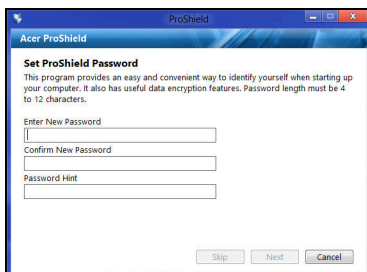 ProShield
Acer ProShield
Set ProShield Password
This program provides an easy and convenient way to identify yourself when starting up
your computer. It also has useful data encryption features. Password length must be 4
to 12 characters.
Enter New Password
Confirm New Password
Password Hint
Skip
Next
Cancel